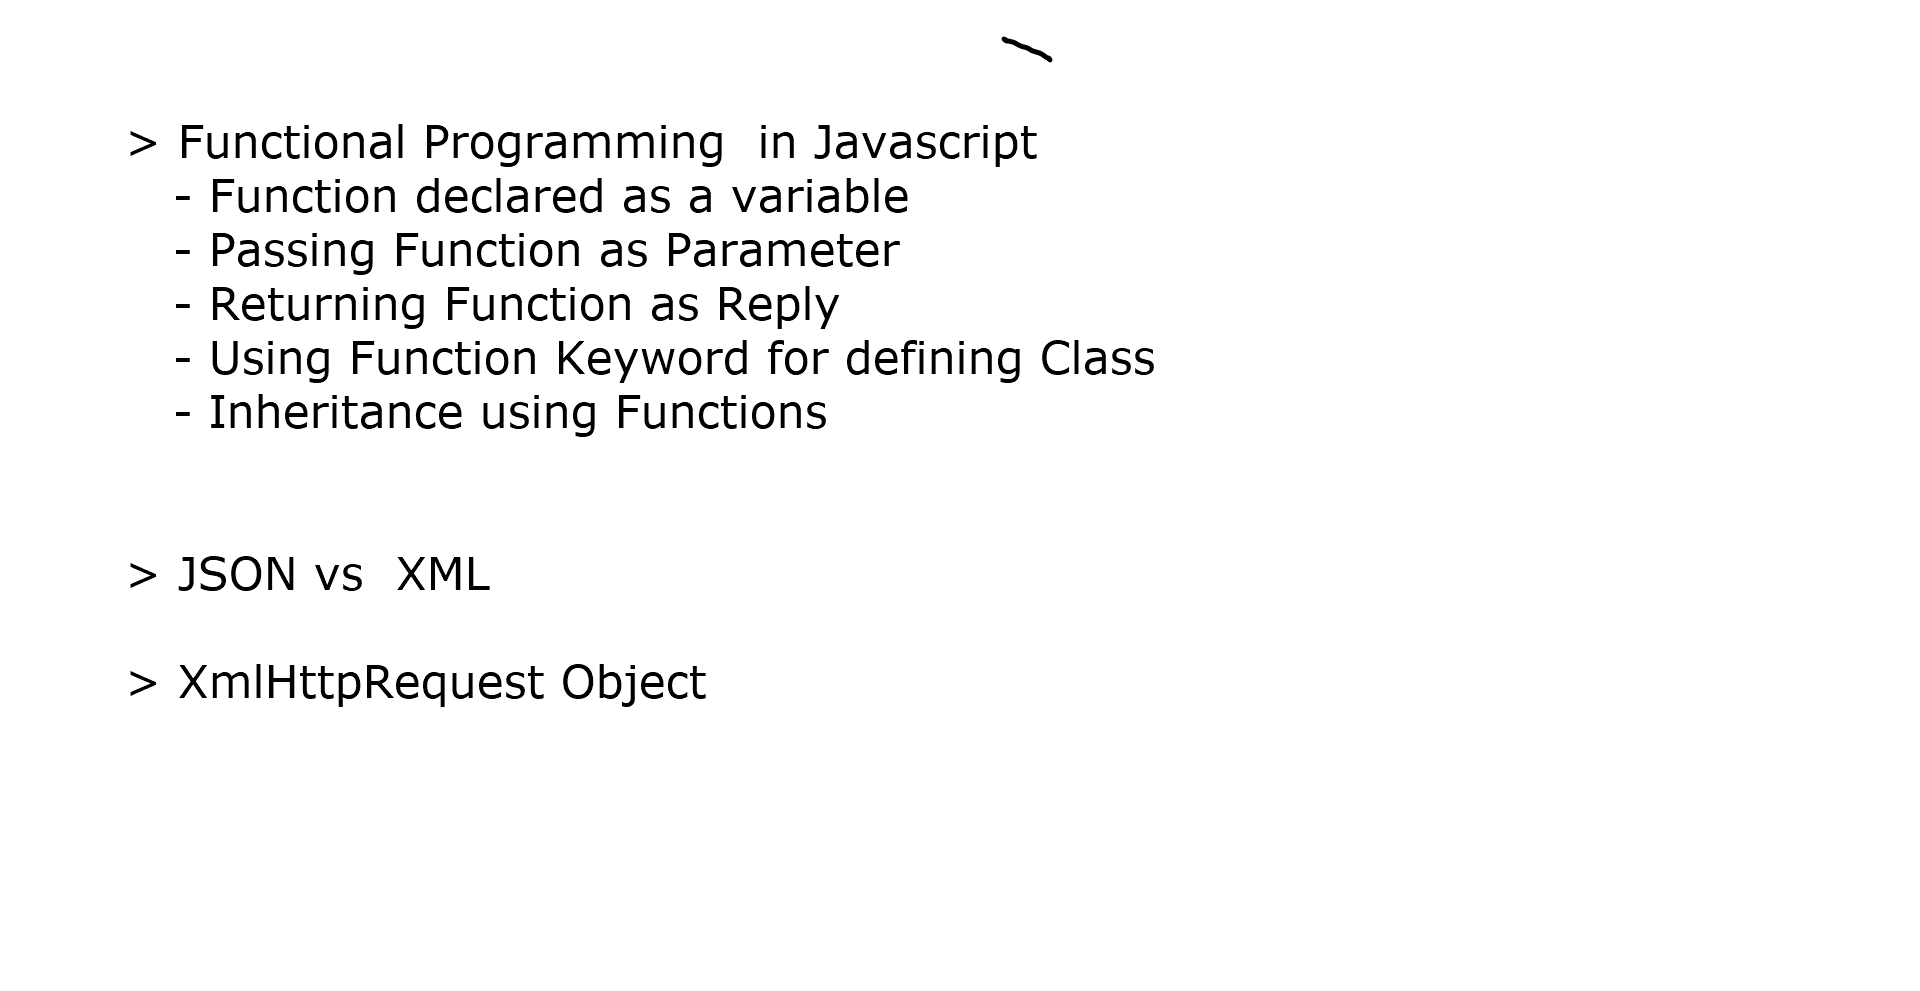 > Functional Programming  in Javascript
- Function declared as a variable
- Passing Function as Parameter
- Returning Function as Reply
- Using Function Keyword for defining Class
- Inheritance using Functions
> JSON vs  XML
> XmlHttpRequest Object